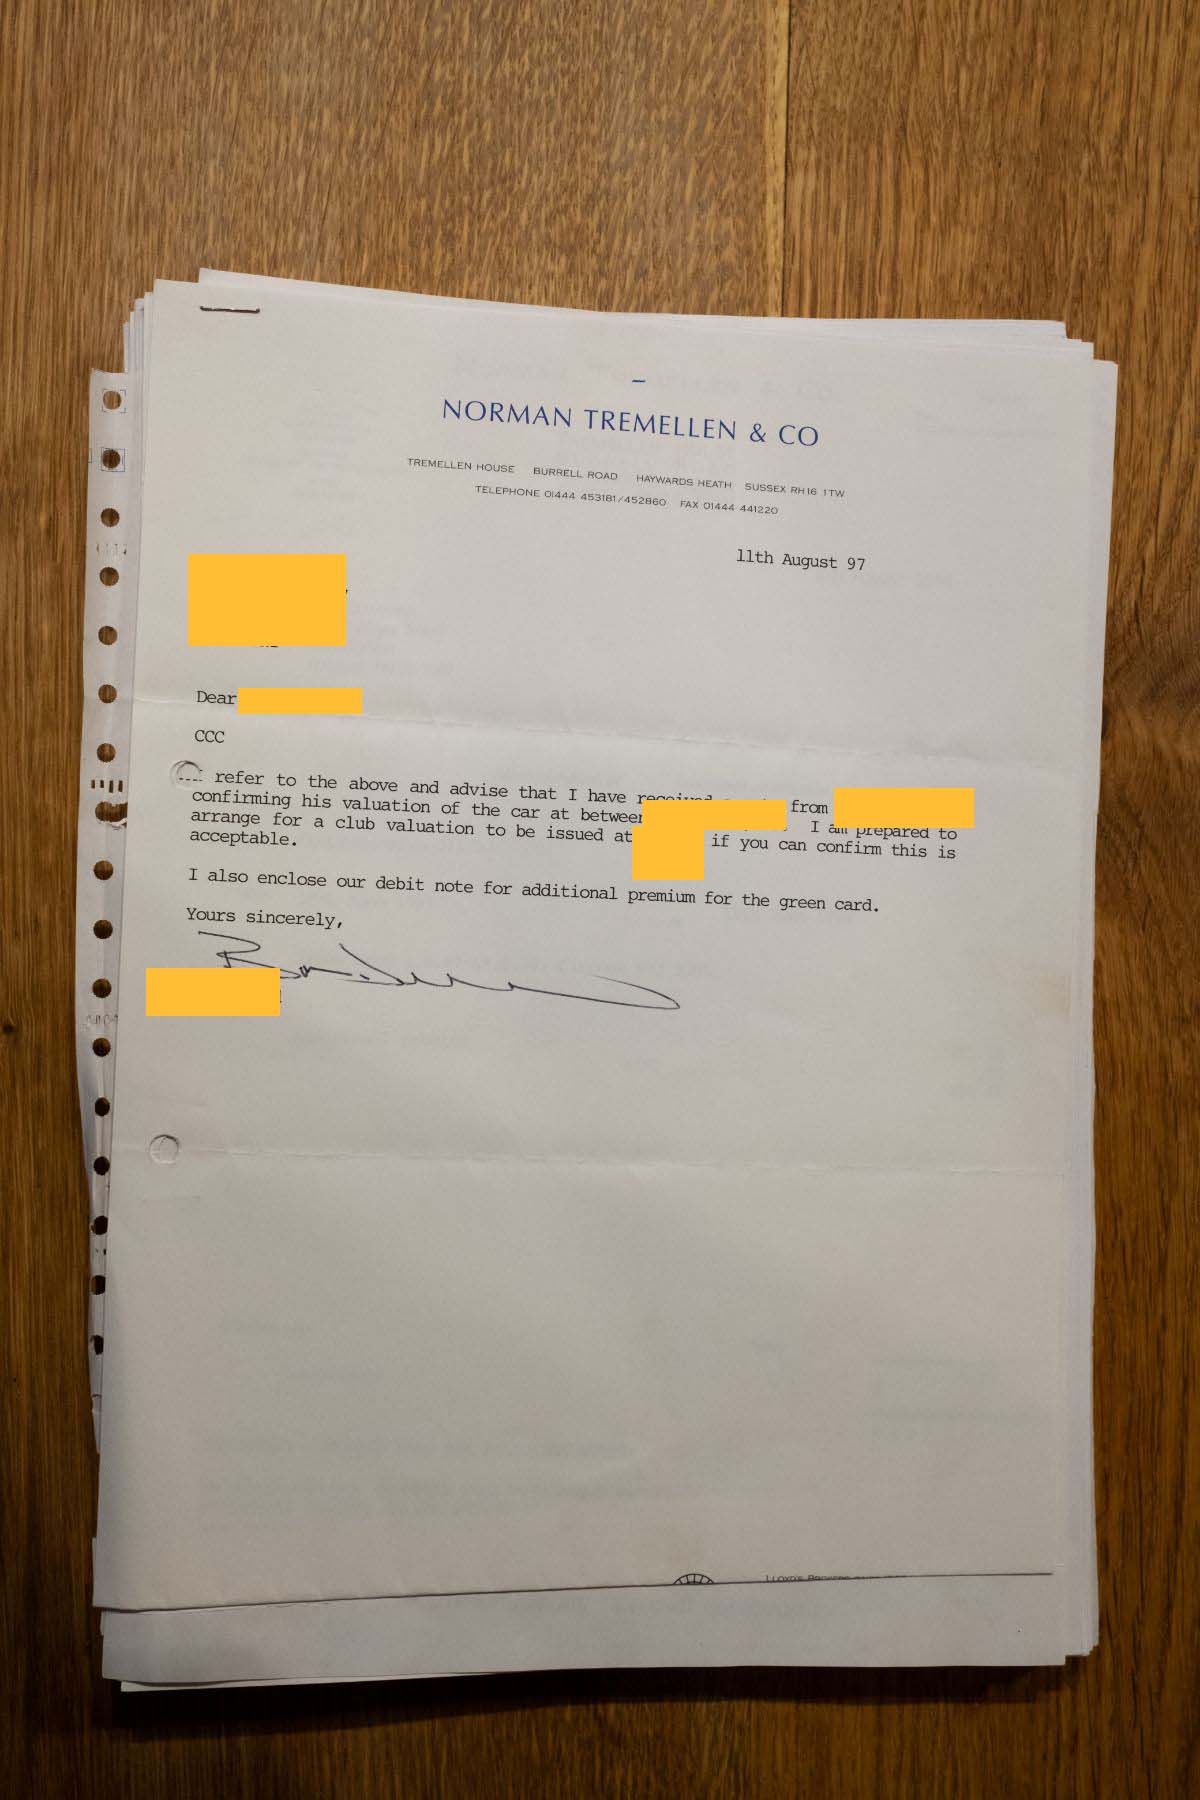 NORMAN TREMELLEN & CO
TREMELLEN HOUSE BURRELL ROAD HAYWARDS HEATH SUSSEX RH16 1TW
TELEPHONE 01444 453181/452860 FAX 01444 441220
11th August 97
Dear
CCC
I refer to the above and advise that I have received from
confirming his valuation of the car at between I am prepared to
arrange for a club valuation to be issued at if you can confirm this is
acceptable.
I also enclose our debit note for additional premium for the green card.
Yours sincerely,